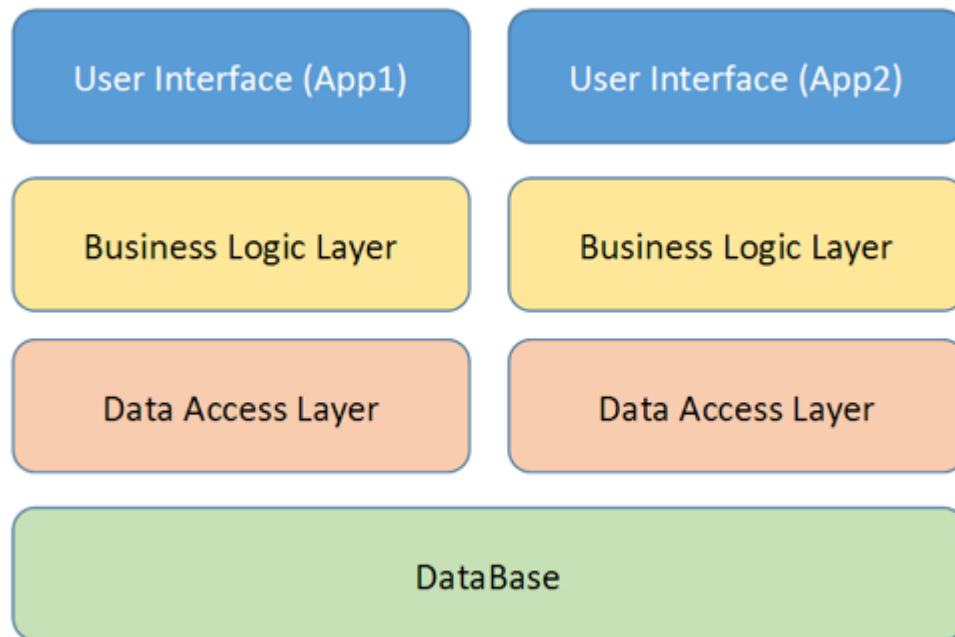 User Interface (App1)
User Interface (App2)
Business Logic Layer
Business Logic Layer
Data Access Layer
Data Access Layer
DataBase